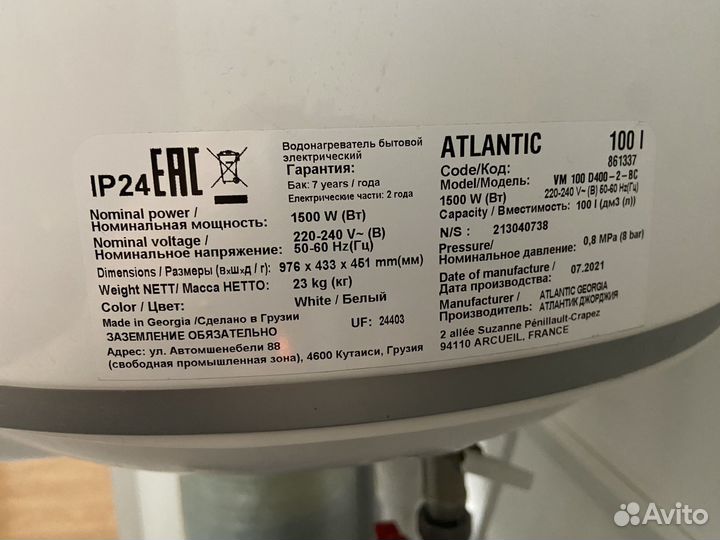 IP24 EAC
Водонагреватель бытовой
электрический
Гарантия:
Бак: 7 years / года
Електрические части: 2 года
Nominal power /
Номинальная мощность: 1500 W (Вт)
Nominal voltage / 220-240 V~ (В)
Номинальное напряжение: 50-60 Hz(Гц)
Dimensions / Размеры (ВxШxД / г): 976 x 433 x 451 mm(мм)
Weight NETT/ Масса НЕТТО: 23 kg (кг)
Color / Цвет: White / Белый
Made in Georgia /Сделано в Грузии
ЗАЗЕМЛЕНИЕ ОБЯЗАТЕЛЬНО UF: 24403
Адрес: ул. Автомшенебели 88
(свободная промышленная зона), 4600 Кутаиси, Грузия
ATLANTIC 100 l
Code/Код: 861337
Model/Модель: VM 100 D400-2-BC
1500 W (Вт) 220-240 V~ (В) 50-60 Hz(Гц)
Capacity / Вместимость: 100 l (дм3 (л))
N/S : 213040738
Pressure/
Номинальное давление: 0,8 MPa (8 bar)
Date of manufacture /
Дата производства: 07.2021
Manufacturer / ATLANTIC GEORGIA
Производитель: АТЛАНТИК ДЖОРДЖИЯ
2 allée Suzanne Pénillault-Crapez
94110 ARCUEIL, FRANCE
Avito